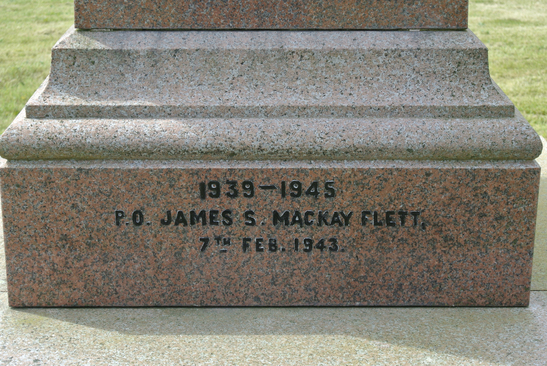 1939-1945
P.O. JAMES S. MACKAY FLETT,
7TH FEB. 1943.